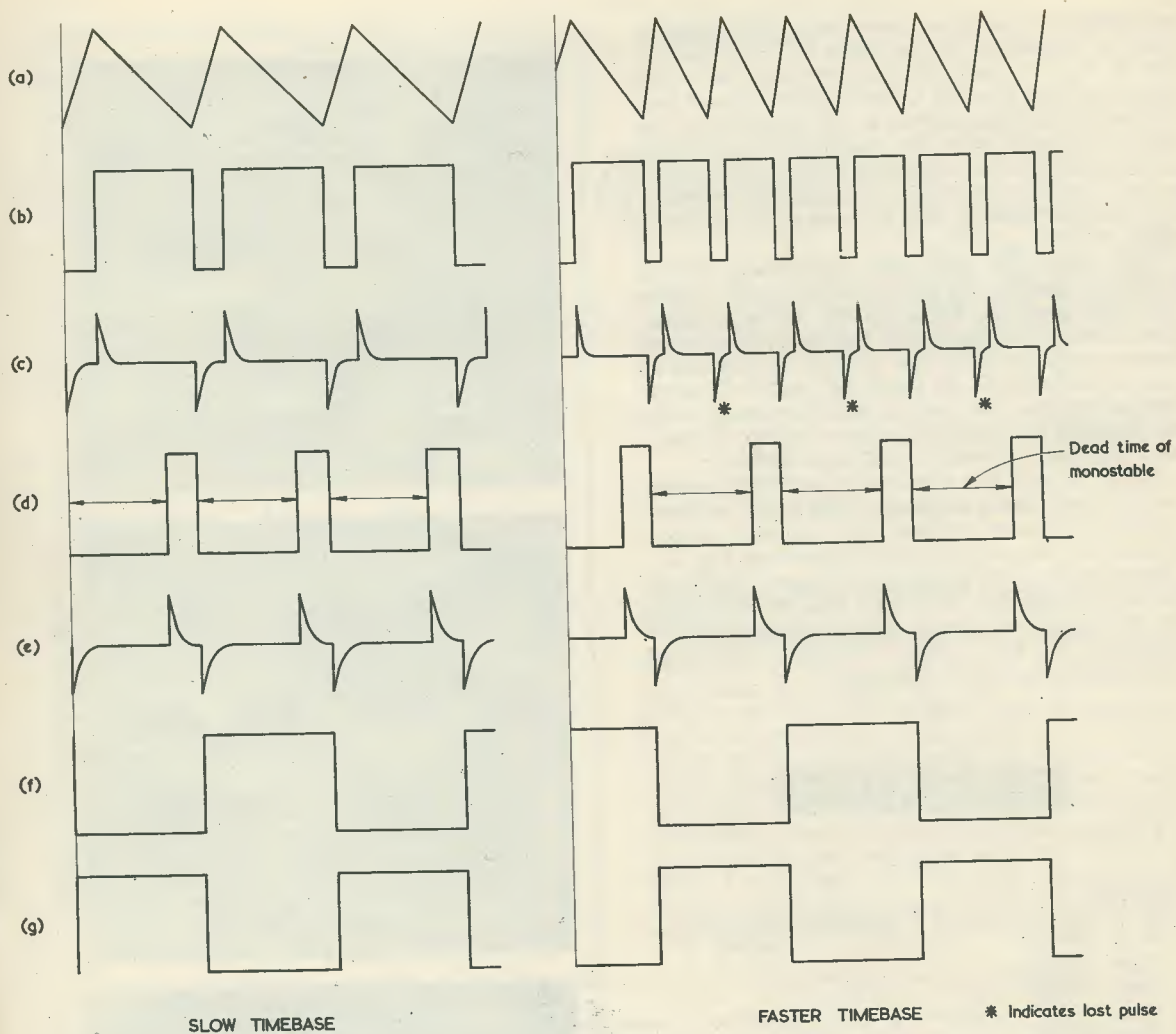 (a)
(b)
(c)
* * *
(d)
Dead time of
monostable
(e)
(f)
(g)
SLOW TIMEBASE
FASTER TIMEBASE
* Indicates lost pulse